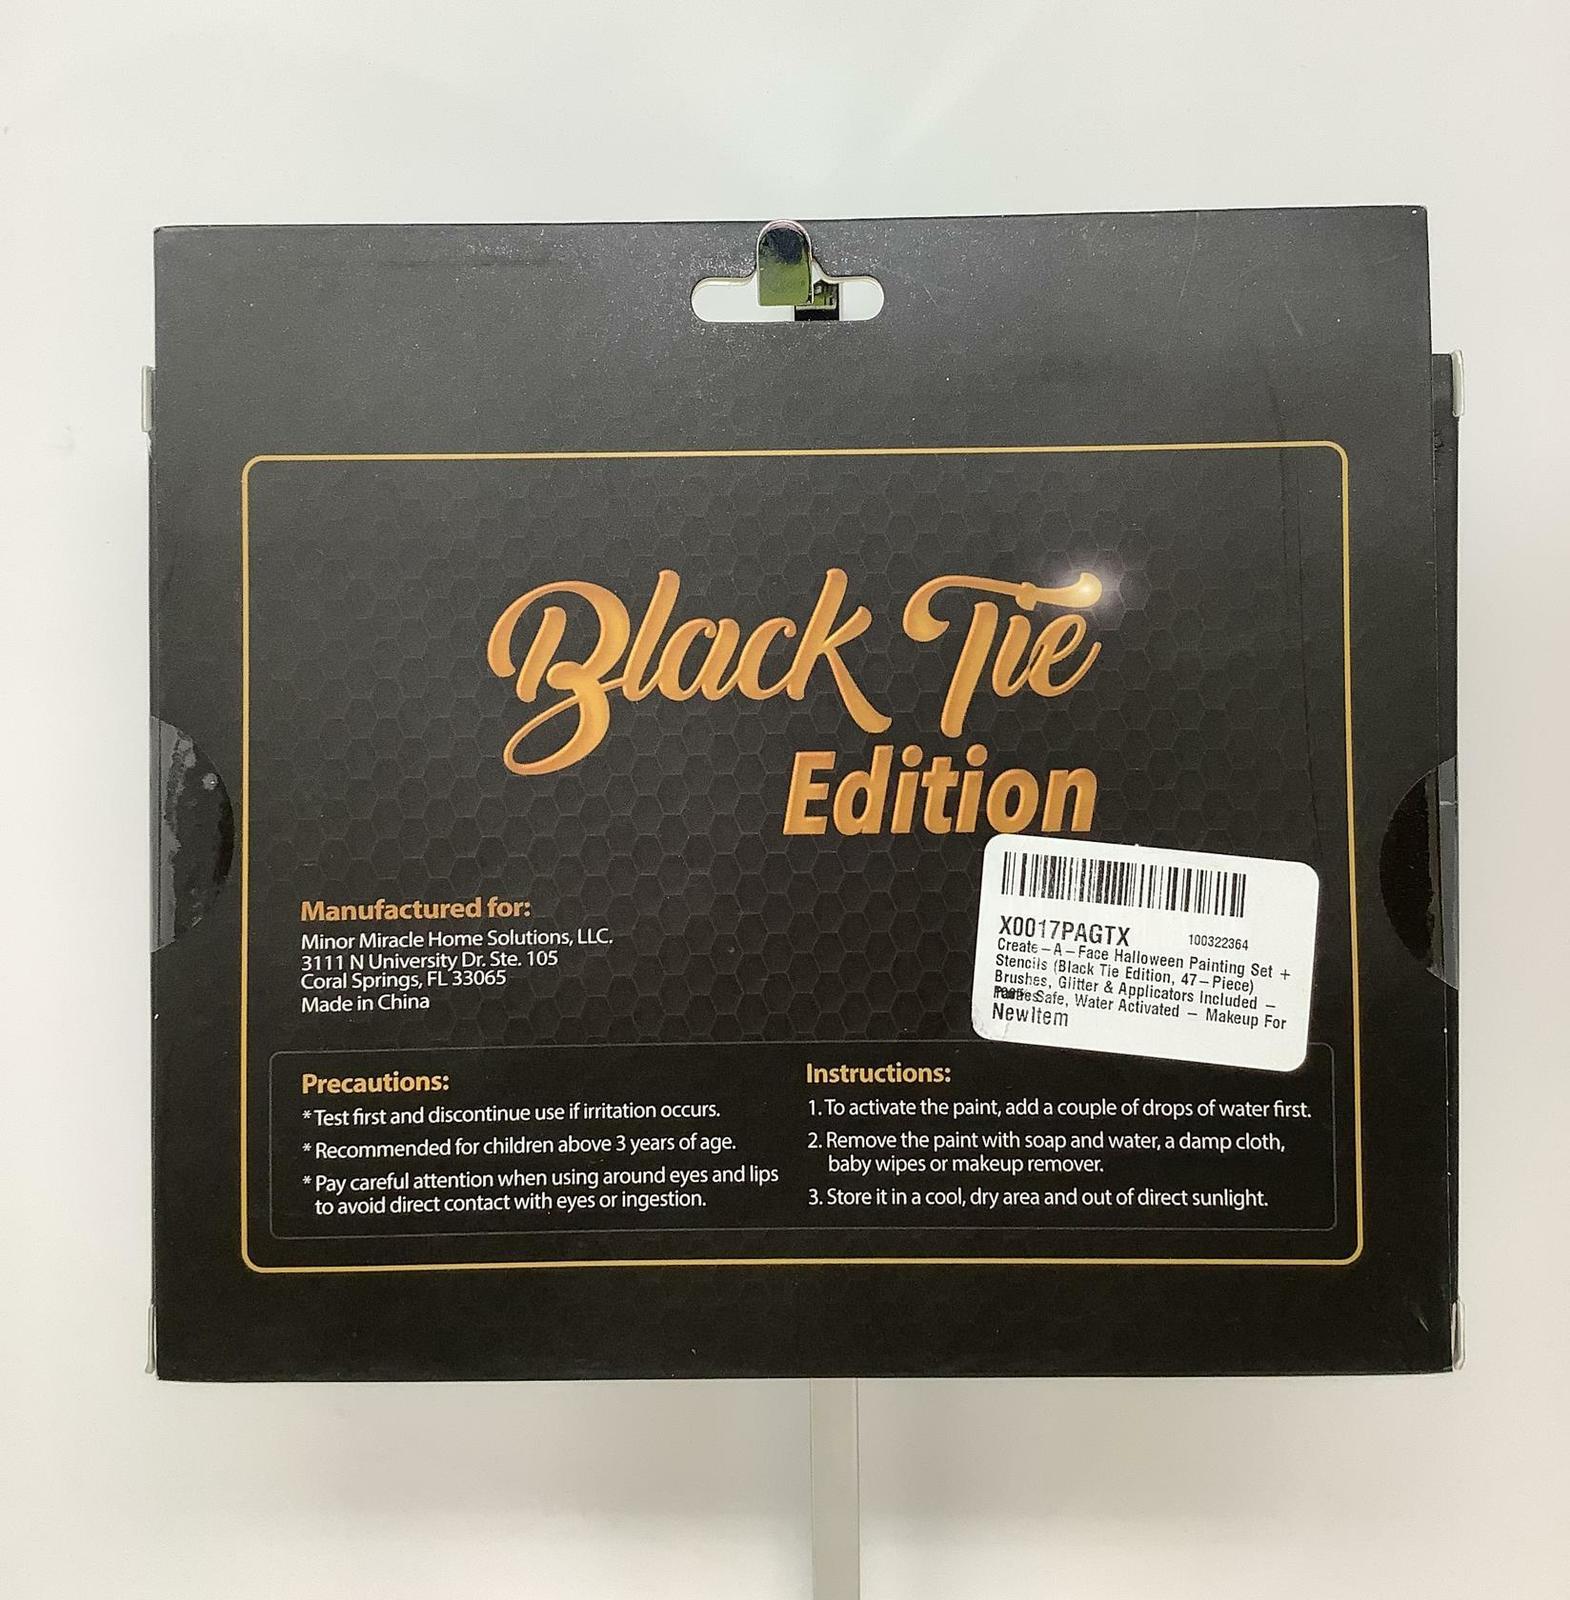 Black Tie
Edition
Manufactured for:
Minor Miracle Home Solutions, LLC.
3111 N University Dr. Ste. 105
Coral Springs, FL 33065
Made in China
X0017PAGTX
100322364
Create-A-Face Halloween Painting Set +
Stencils (Black Tie Edition, 47-Piece)
Brushes, Glitter & Applicators Included -
Safe, Water Activated - Makeup For
NewItem
Precautions:
* Test first and discontinue use if irritation occurs.
* Recommended for children above 3 years of age.
* Pay careful attention when using around eyes and lips
to avoid direct contact with eyes or ingestion.
Instructions:
1. To activate the paint, add a couple of drops of water first.
2. Remove the paint with soap and water, a damp cloth,
baby wipes or makeup remover.
3. Store it in a cool, dry area and out of direct sunlight.